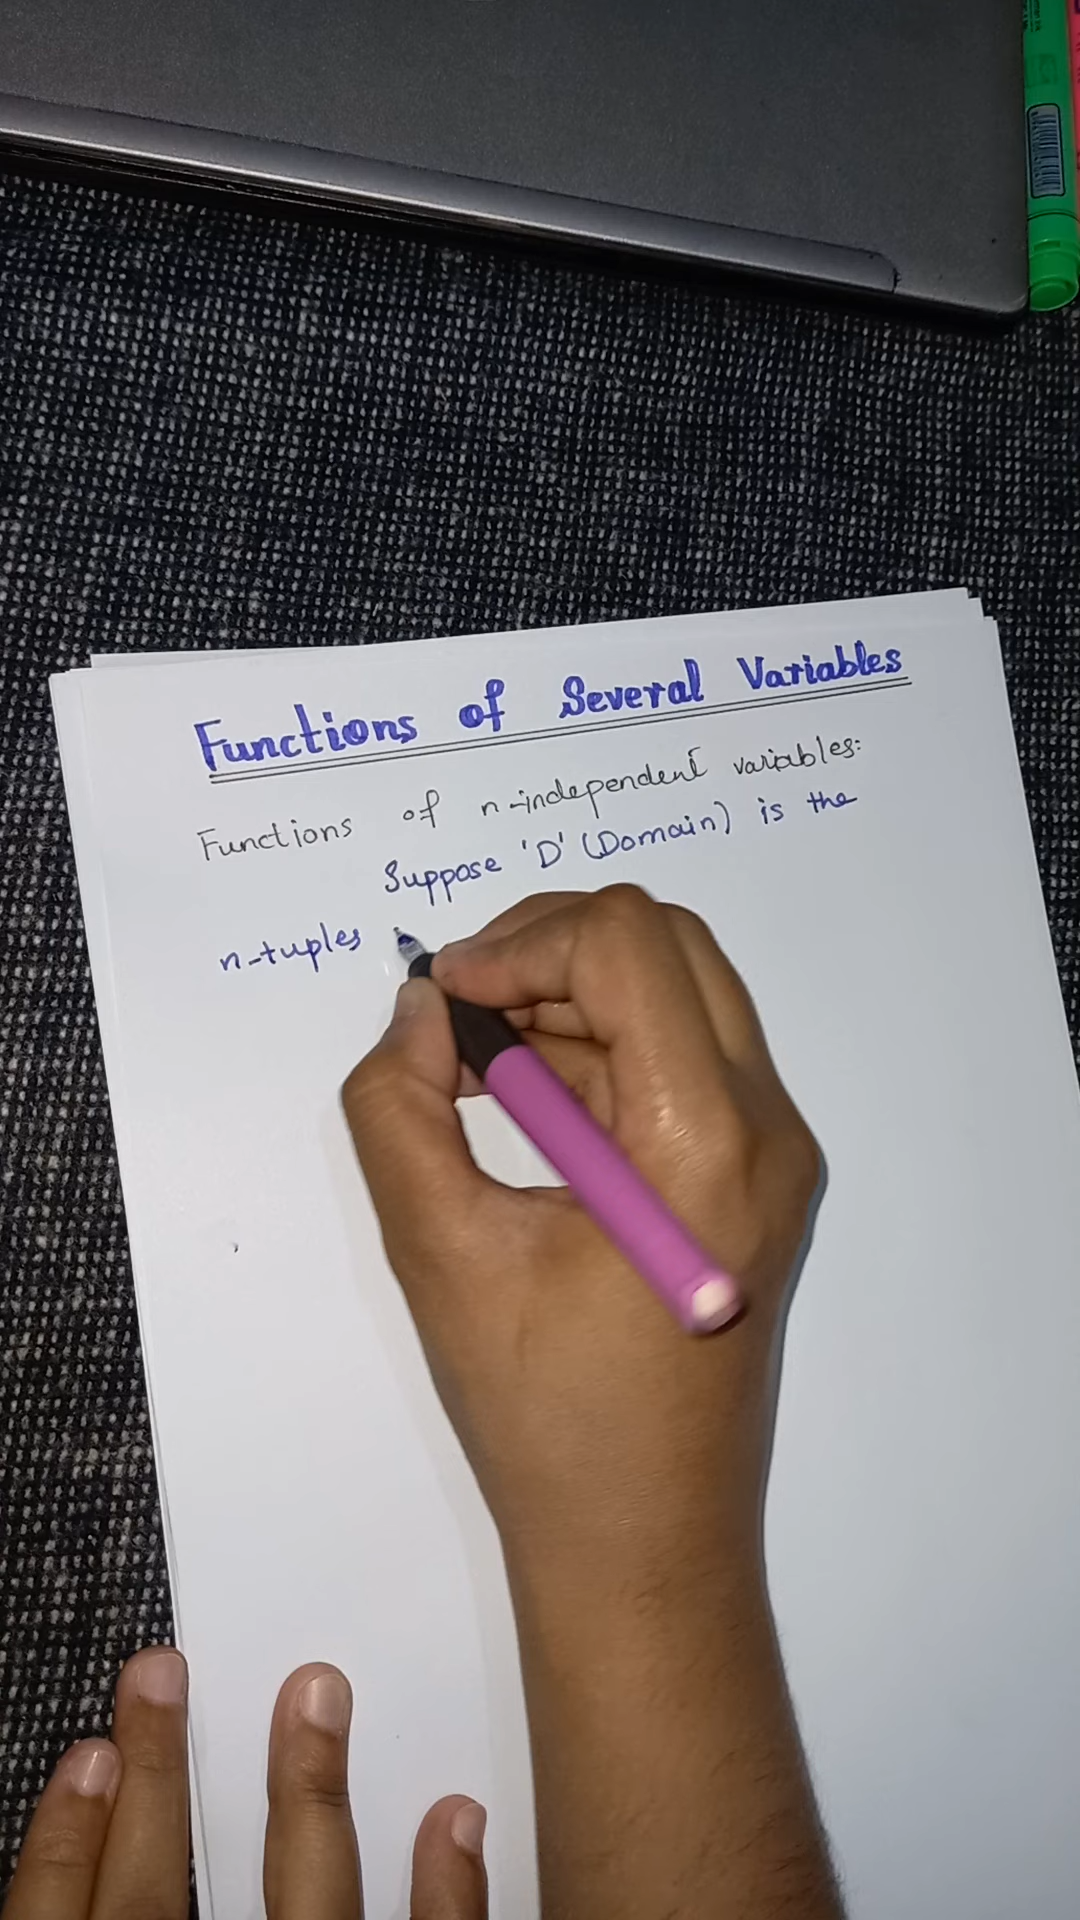 Functions of Several Variables
Functions of n-independent variables:
Suppose 'D' (Domain) is the
n-tuples